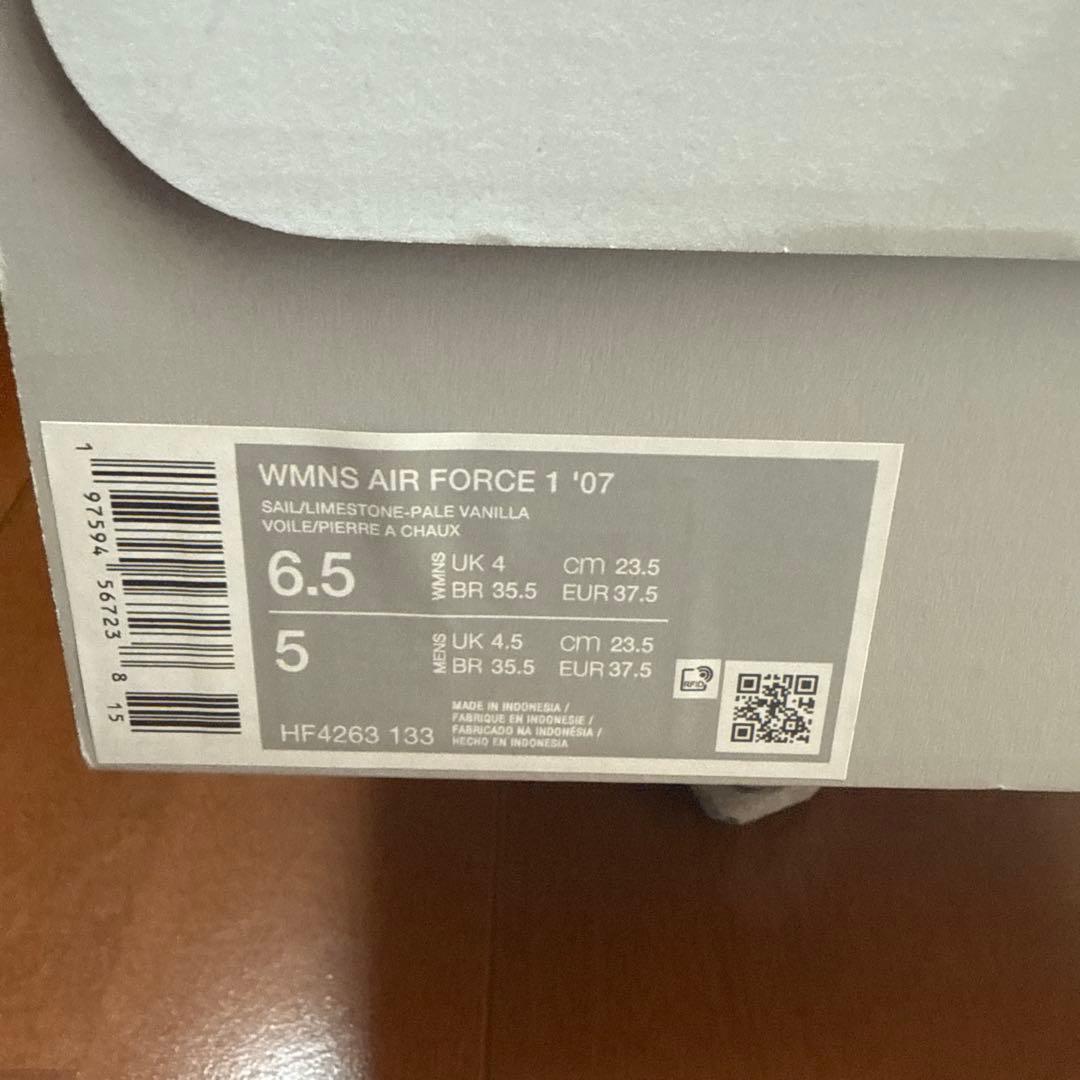 WMNS AIR FORCE 1 '07
SAIL/LIMESTONE-PALE VANILLA
VOILE/PIERRE A CHAUX
6.5 WMNS UK 4 cm 23.5
BR 35.5 EUR 37.5
5 MENS UK 4.5 cm 23.5
BR 35.5 EUR 37.5
HF4263 133
MADE IN INDONESIA /
FABRIQUE EN INDONESIE /
FABRICADO NA INDONÉSIA /
HECHO EN INDONESIA
RFID
1 97594 56723 8 15